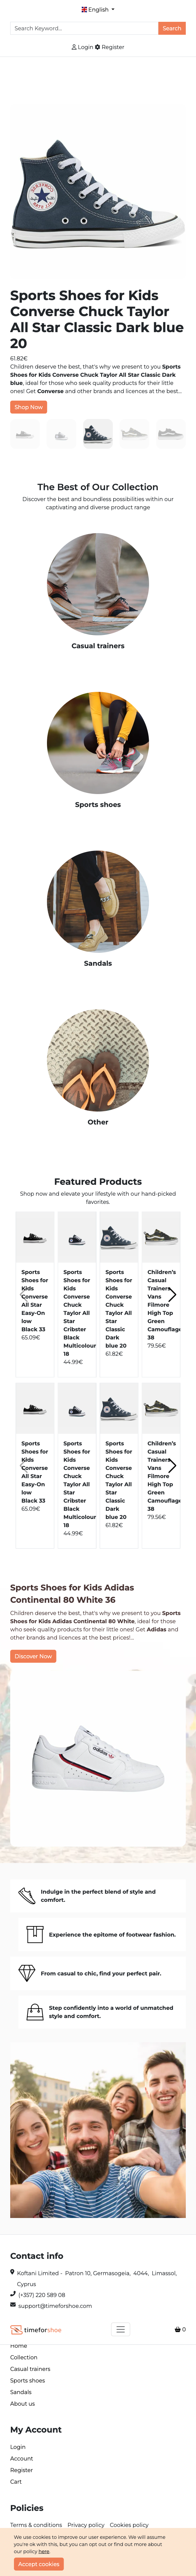 English
Search Keyword...
Search
Login Register
Sports Shoes for Kids
Converse Chuck Taylor
All Star Classic Dark blue
20
61.82€
Children deserve the best, that's why we present to you Sports
Shoes for Kids Converse Chuck Taylor All Star Classic Dark
blue, ideal for those who seek quality products for their little
ones! Get Converse and other brands and licences at the best...
Shop Now
The Best of Our Collection
Discover the best and boundless possibilities within our
captivating and diverse product range
Casual trainers
Sports shoes
Sandals
Other
Featured Products
Shop now and elevate your lifestyle with our hand-picked
favorites.
Sports
Shoes for
Kids
Converse
All Star
Easy-On
low
Black 33
65.09€
Sports
Shoes for
Kids
Converse
Chuck
Taylor All
Star
Cribster
Black
Multicolour
18
44.99€
Sports
Shoes for
Kids
Converse
Chuck
Taylor All
Star
Classic
Dark
blue 20
61.82€
Children's
Casual
Trainers
Vans
Filmore
High Top
Green
Camouflage
38
79.56€
Sports
Shoes for
Kids
Converse
All Star
Easy-On
low
Black 33
65.09€
Sports
Shoes for
Kids
Converse
Chuck
Taylor All
Star
Cribster
Black
Multicolour
18
44.99€
Sports
Shoes for
Kids
Converse
Chuck
Taylor All
Star
Classic
Dark
blue 20
61.82€
Children's
Casual
Trainers
Vans
Filmore
High Top
Green
Camouflage
38
79.56€
Sports Shoes for Kids Adidas
Continental 80 White 36
Children deserve the best, that's why we present to you Sports
Shoes for Kids Adidas Continental 80 White, ideal for those
who seek quality products for their little ones! Get Adidas and
other brands and licences at the best prices!...
Discover Now
Indulge in the perfect blend of style and
comfort.
Experience the epitome of footwear fashion.
From casual to chic, find your perfect pair.
Step confidently into a world of unmatched
style and comfort.
Contact info
Koftani Limited - Patron 10, Germasogeia, 4044, Limassol,
Cyprus
(+357) 220 589 08
support@timeforshoe.com
timeforshoe
0
Home
Collection
Casual trainers
Sports shoes
Sandals
About us
My Account
Login
Account
Register
Cart
Policies
Terms & conditions Privacy policy Cookies policy
We use cookies to improve our user experience. We will assume
you're ok with this, but you can opt out or find out more about
our policy here.
Accept cookies